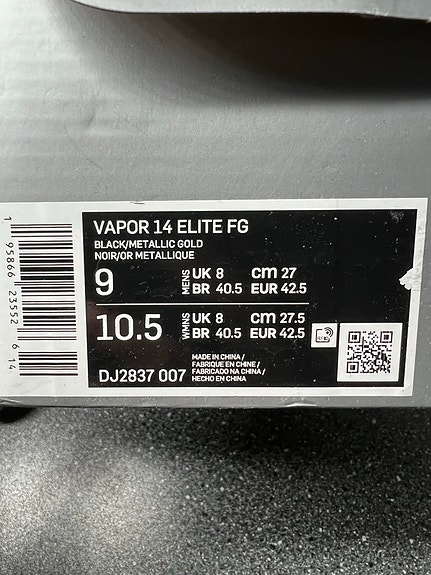 VAPOR 14 ELITE FG
BLACK/METALLIC GOLD
NOIR/OR METALLIQUE
9 MENS UK 8 cm 27
BR 40.5 EUR 42.5
10.5 WMNS UK 8 cm 27.5
BR 40.5 EUR 42.5
DJ2837 007
MADE IN CHINA /
FABRIQUE EN CHINE /
FABRICADO NA CHINA /
HECHO EN CHINA
1 95866 23552 6 14